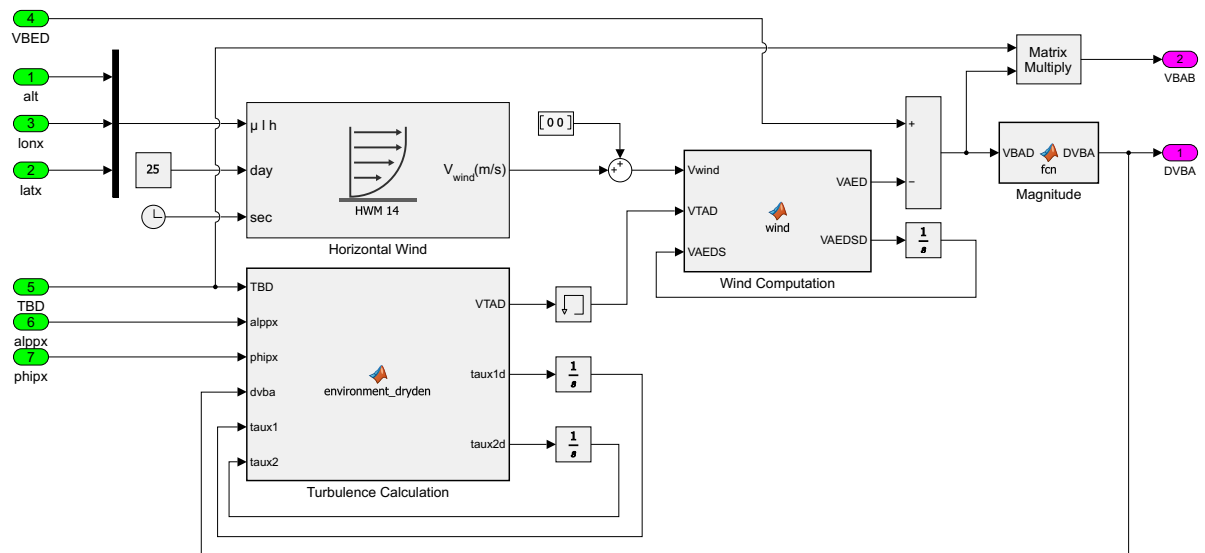 4
VBED
1
alt
3
lonx
2
latx
25
μ l h
day
sec
V_wind(m/s)
HWM 14
Horizontal Wind
[0 0]
+
+
Vwind
VTAD
VAEDS
VAED
VAEDSD
wind
Wind Computation
1
s
+
−
Matrix
Multiply
2
VBAB
VBAD
DVBA
fcn
Magnitude
1
DVBA
5
TBD
6
alppx
7
phipx
TBD
alppx
phipx
dvba
taux1
taux2
VTAD
taux1d
taux2d
environment_dryden
Turbulence Calculation
1
s
1
s